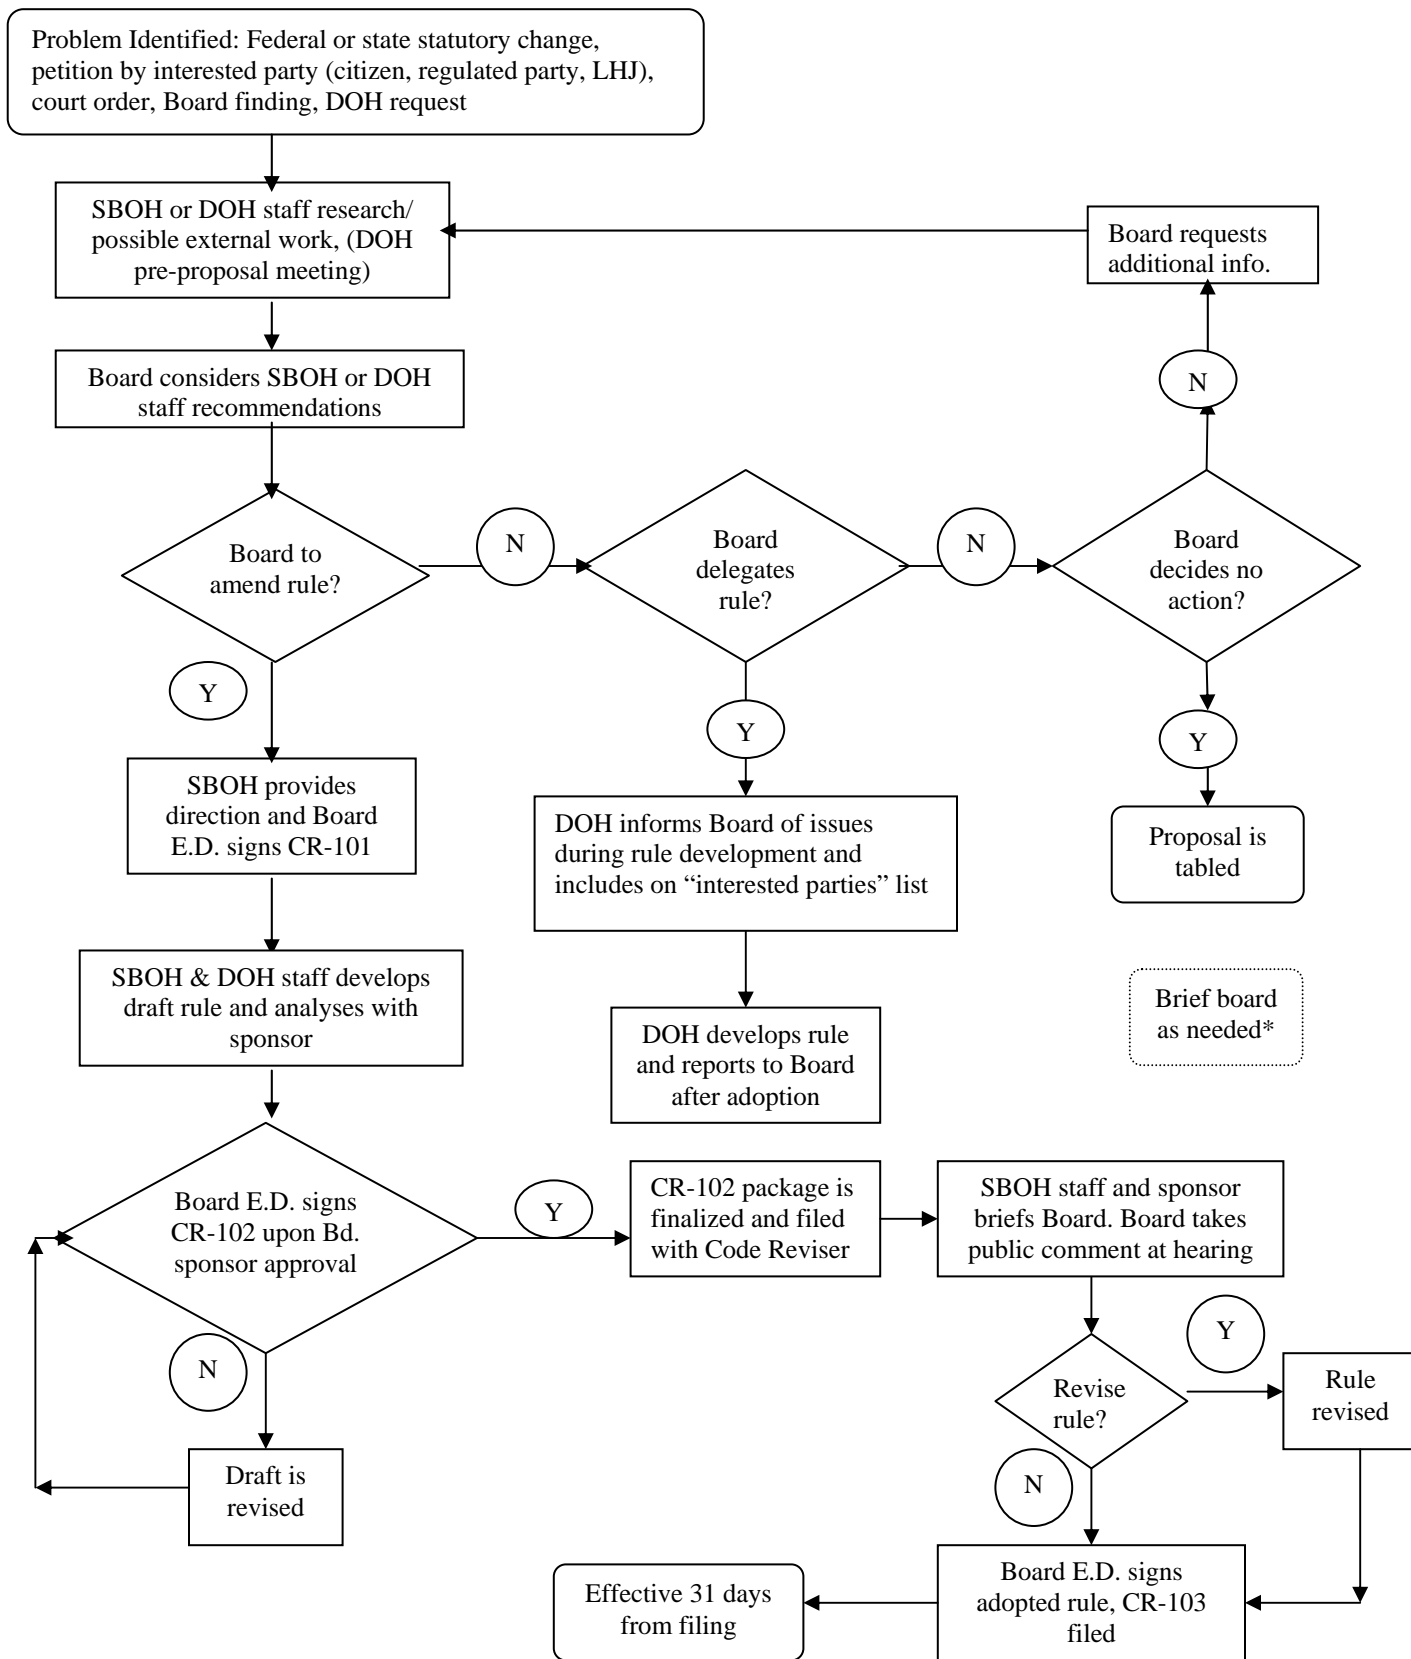 Problem Identified: Federal or state statutory change,
petition by interested party (citizen, regulated party, LHJ),
court order, Board finding, DOH request
SBOH or DOH staff research/
possible external work, (DOH
pre-proposal meeting)
Board requests
additional info.
Board considers SBOH or DOH
staff recommendations
N
Board to
amend rule?
N
Board
delegates
rule?
N
Board
decides no
action?
Y
Y
Y
SBOH provides
direction and Board
E.D. signs CR-101
DOH informs Board of issues
during rule development and
includes on “interested parties” list
Proposal is
tabled
SBOH & DOH staff develops
draft rule and analyses with
sponsor
DOH develops rule
and reports to Board
after adoption
Brief board
as needed*
Board E.D. signs
CR-102 upon Bd.
sponsor approval
Y
CR-102 package is
finalized and filed
with Code Reviser
SBOH staff and sponsor
briefs Board. Board takes
public comment at hearing
N
Y
Revise
rule?
Rule
revised
Draft is
revised
N
Board E.D. signs
adopted rule, CR-103
filed
Effective 31 days
from filing